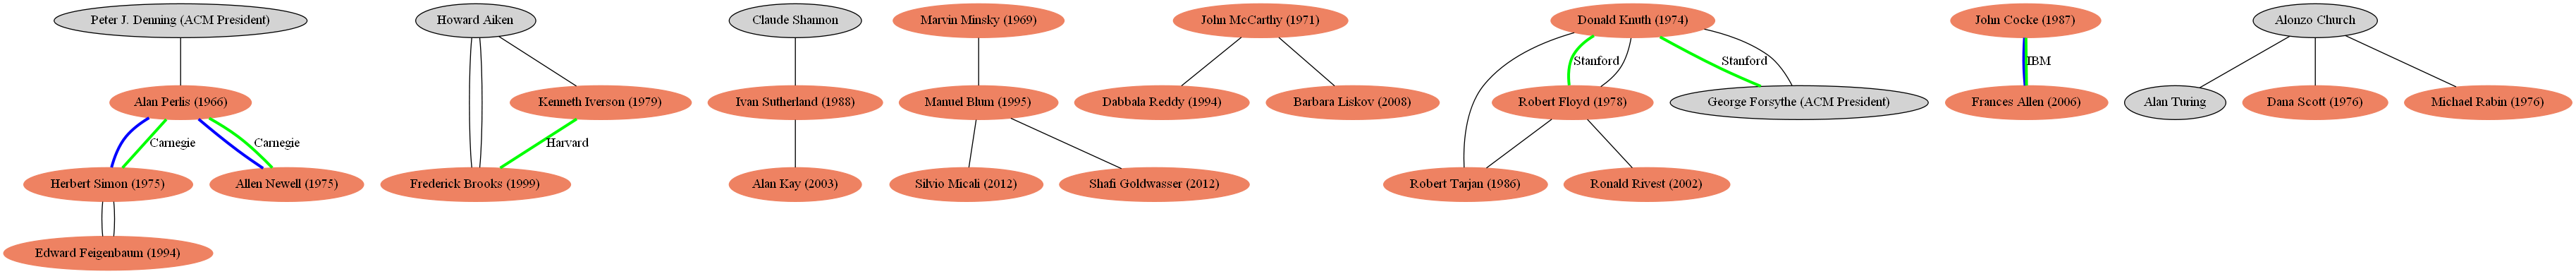 Peter J. Denning (ACM President)
Howard Aiken
Claude Shannon
Marvin Minsky (1969)
John McCarthy (1971)
Donald Knuth (1974)
John Cocke (1987)
Alonzo Church
Stanford
Stanford
IBM
Alan Perlis (1966)
Kenneth Iverson (1979)
Ivan Sutherland (1988)
Manuel Blum (1995)
Dabbala Reddy (1994)
Barbara Liskov (2008)
Robert Floyd (1978)
George Forsythe (ACM President)
Frances Allen (2006)
Alan Turing
Dana Scott (1976)
Michael Rabin (1976)
Carnegie
Carnegie
Harvard
Herbert Simon (1975)
Allen Newell (1975)
Frederick Brooks (1999)
Alan Kay (2003)
Silvio Micali (2012)
Shafi Goldwasser (2012)
Robert Tarjan (1986)
Ronald Rivest (2002)
Edward Feigenbaum (1994)